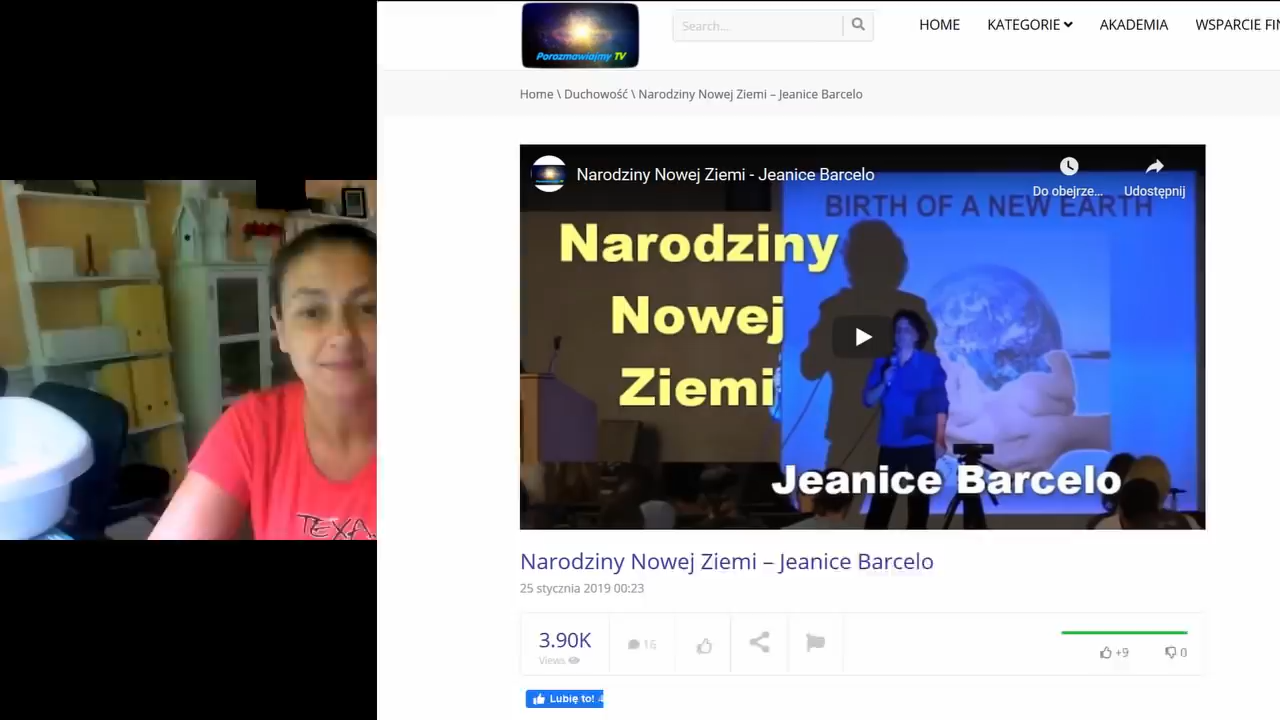 Porozmawiajmy TV
Search...
HOME
KATEGORIE
AKADEMIA
WSPARCIE FIN
Home \ Duchowość \ Narodziny Nowej Ziemi – Jeanice Barcelo
Narodziny Nowej Ziemi - Jeanice Barcelo
Do obejrze...
Udostępnij
BIRTH OF A NEW EARTH
Narodziny
Nowej
Ziemi
Jeanice Barcelo
TEXA
Narodziny Nowej Ziemi – Jeanice Barcelo
25 stycznia 2019 00:23
3.90K
Views
16
+9
0
Lubię to!